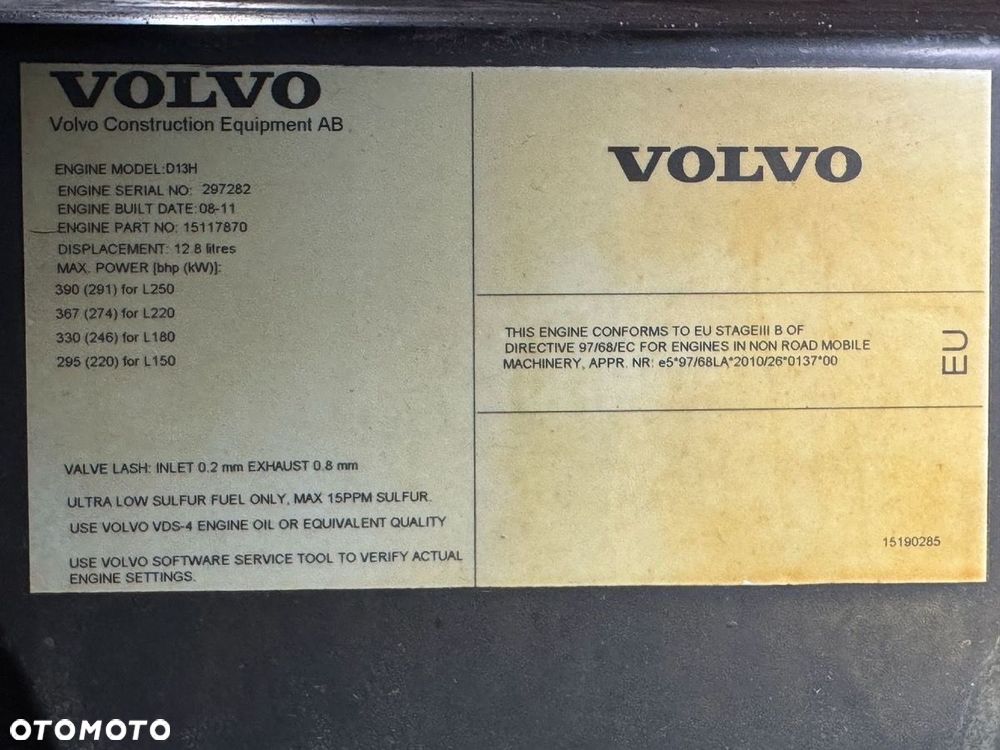 VOLVO
Volvo Construction Equipment AB
ENGINE MODEL:D13H
ENGINE SERIAL NO: 297282
ENGINE BUILT DATE:08-11
ENGINE PART NO: 15117870
DISPLACEMENT: 12.8 litres
MAX. POWER [bhp (kW)]:
390 (291) for L250
367 (274) for L220
330 (246) for L180
295 (220) for L150
VALVE LASH: INLET 0.2 mm EXHAUST 0.8 mm
ULTRA LOW SULFUR FUEL ONLY, MAX 15PPM SULFUR.
USE VOLVO VDS-4 ENGINE OIL OR EQUIVALENT QUALITY
USE VOLVO SOFTWARE SERVICE TOOL TO VERIFY ACTUAL
ENGINE SETTINGS.
VOLVO
THIS ENGINE CONFORMS TO EU STAGEIII B OF
DIRECTIVE 97/68/EC FOR ENGINES IN NON ROAD MOBILE
MACHINERY, APPR. NR: e5*97/68LA*2010/26*0137*00
EU
15190285
OTOMOTO